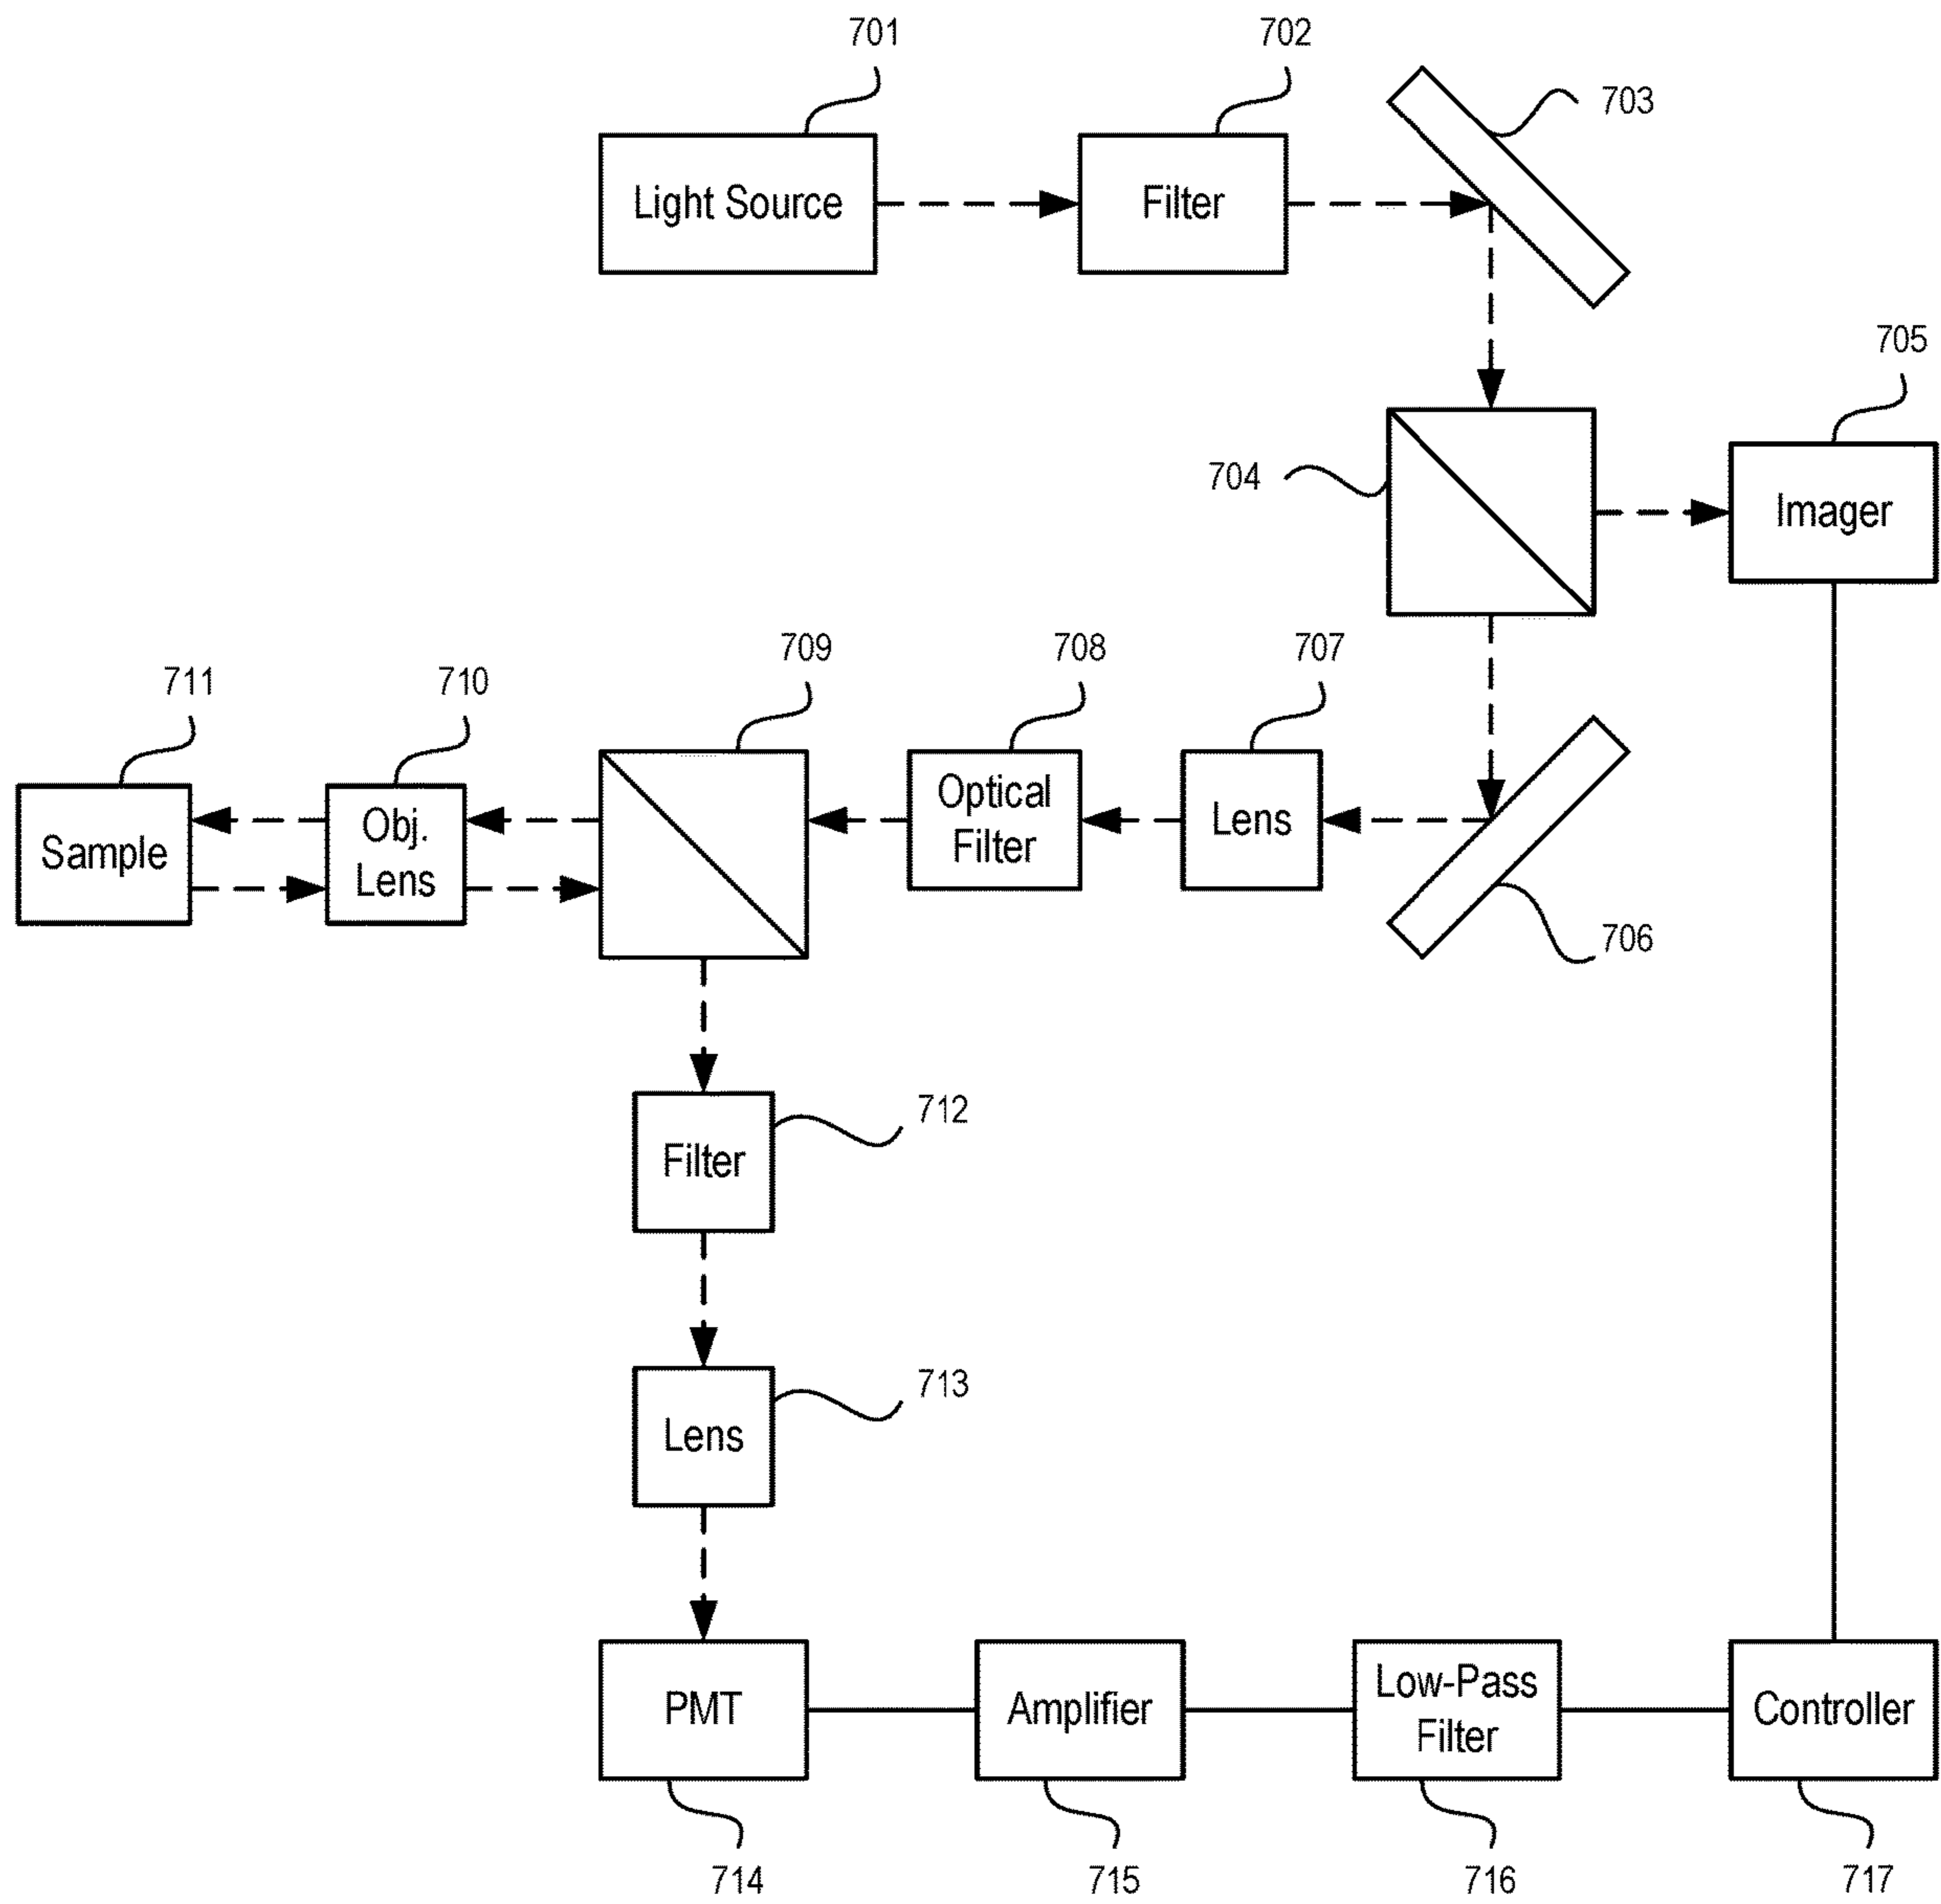 701
702
703
Light Source
Filter
705
704
Imager
709
708
707
711
710
Optical
Filter
Lens
Obj.
Lens
Sample
706
712
Filter
713
Lens
PMT
Amplifier
Low-Pass
Filter
Controller
714
715
716
717